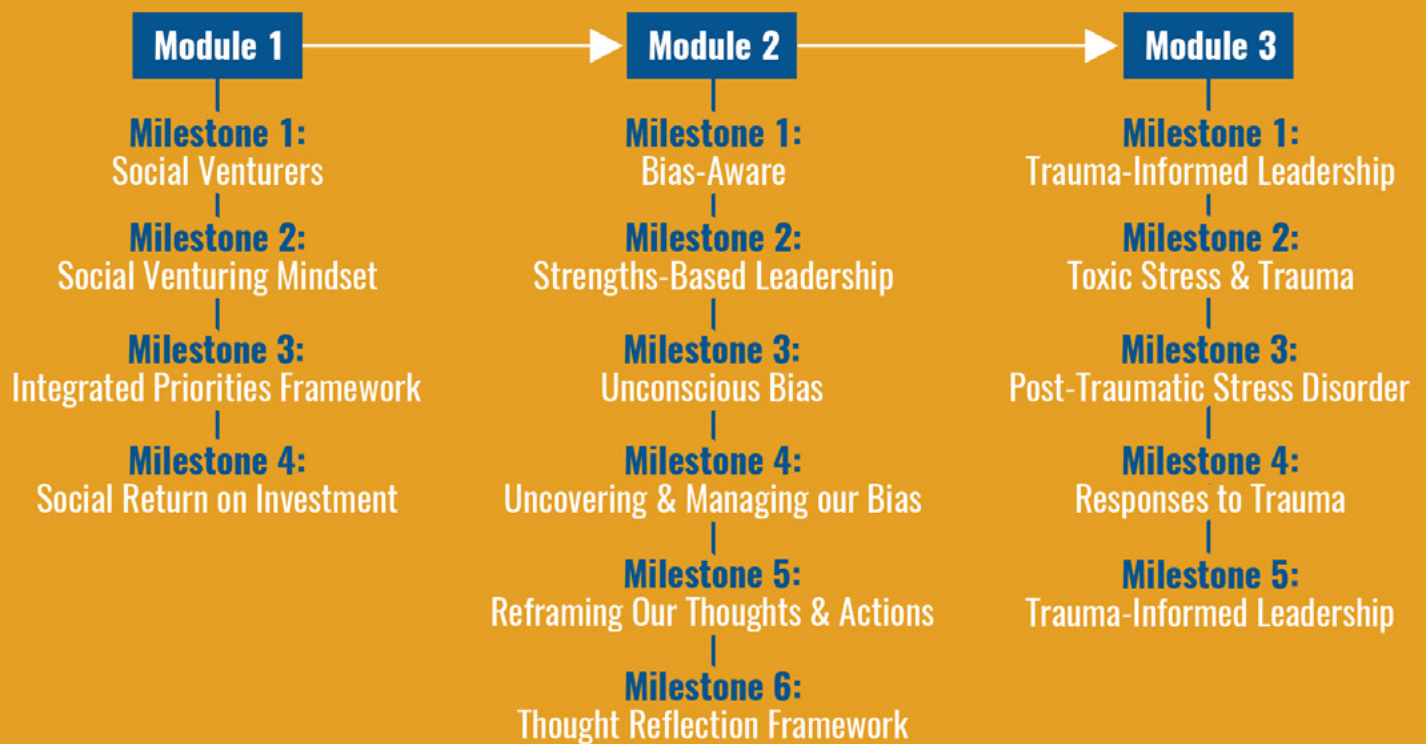 Module 1
Milestone 1:
Social Venturers
Milestone 2:
Social Venturing Mindset
Milestone 3:
Integrated Priorities Framework
Milestone 4:
Social Return on Investment
Module 2
Milestone 1:
Bias-Aware
Milestone 2:
Strengths-Based Leadership
Milestone 3:
Unconscious Bias
Milestone 4:
Uncovering & Managing our Bias
Milestone 5:
Reframing Our Thoughts & Actions
Milestone 6:
Thought Reflection Framework
Module 3
Milestone 1:
Trauma-Informed Leadership
Milestone 2:
Toxic Stress & Trauma
Milestone 3:
Post-Traumatic Stress Disorder
Milestone 4:
Responses to Trauma
Milestone 5:
Trauma-Informed Leadership